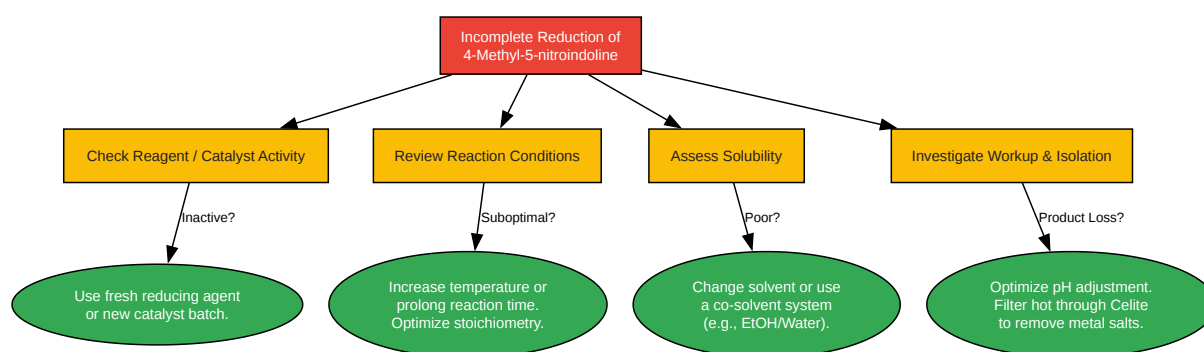 Incomplete Reduction of
4-Methyl-5-nitroindoline
Check Reagent / Catalyst Activity
Review Reaction Conditions
Assess Solubility
Investigate Workup & Isolation
Inactive?
Suboptimal?
Poor?
Product Loss?
Use fresh reducing agent
or new catalyst batch.
Increase temperature or
prolong reaction time.
Optimize stoichiometry.
Change solvent or use
a co-solvent system
(e.g., EtOH/Water).
Optimize pH adjustment.
Filter hot through Celite
to remove metal salts.